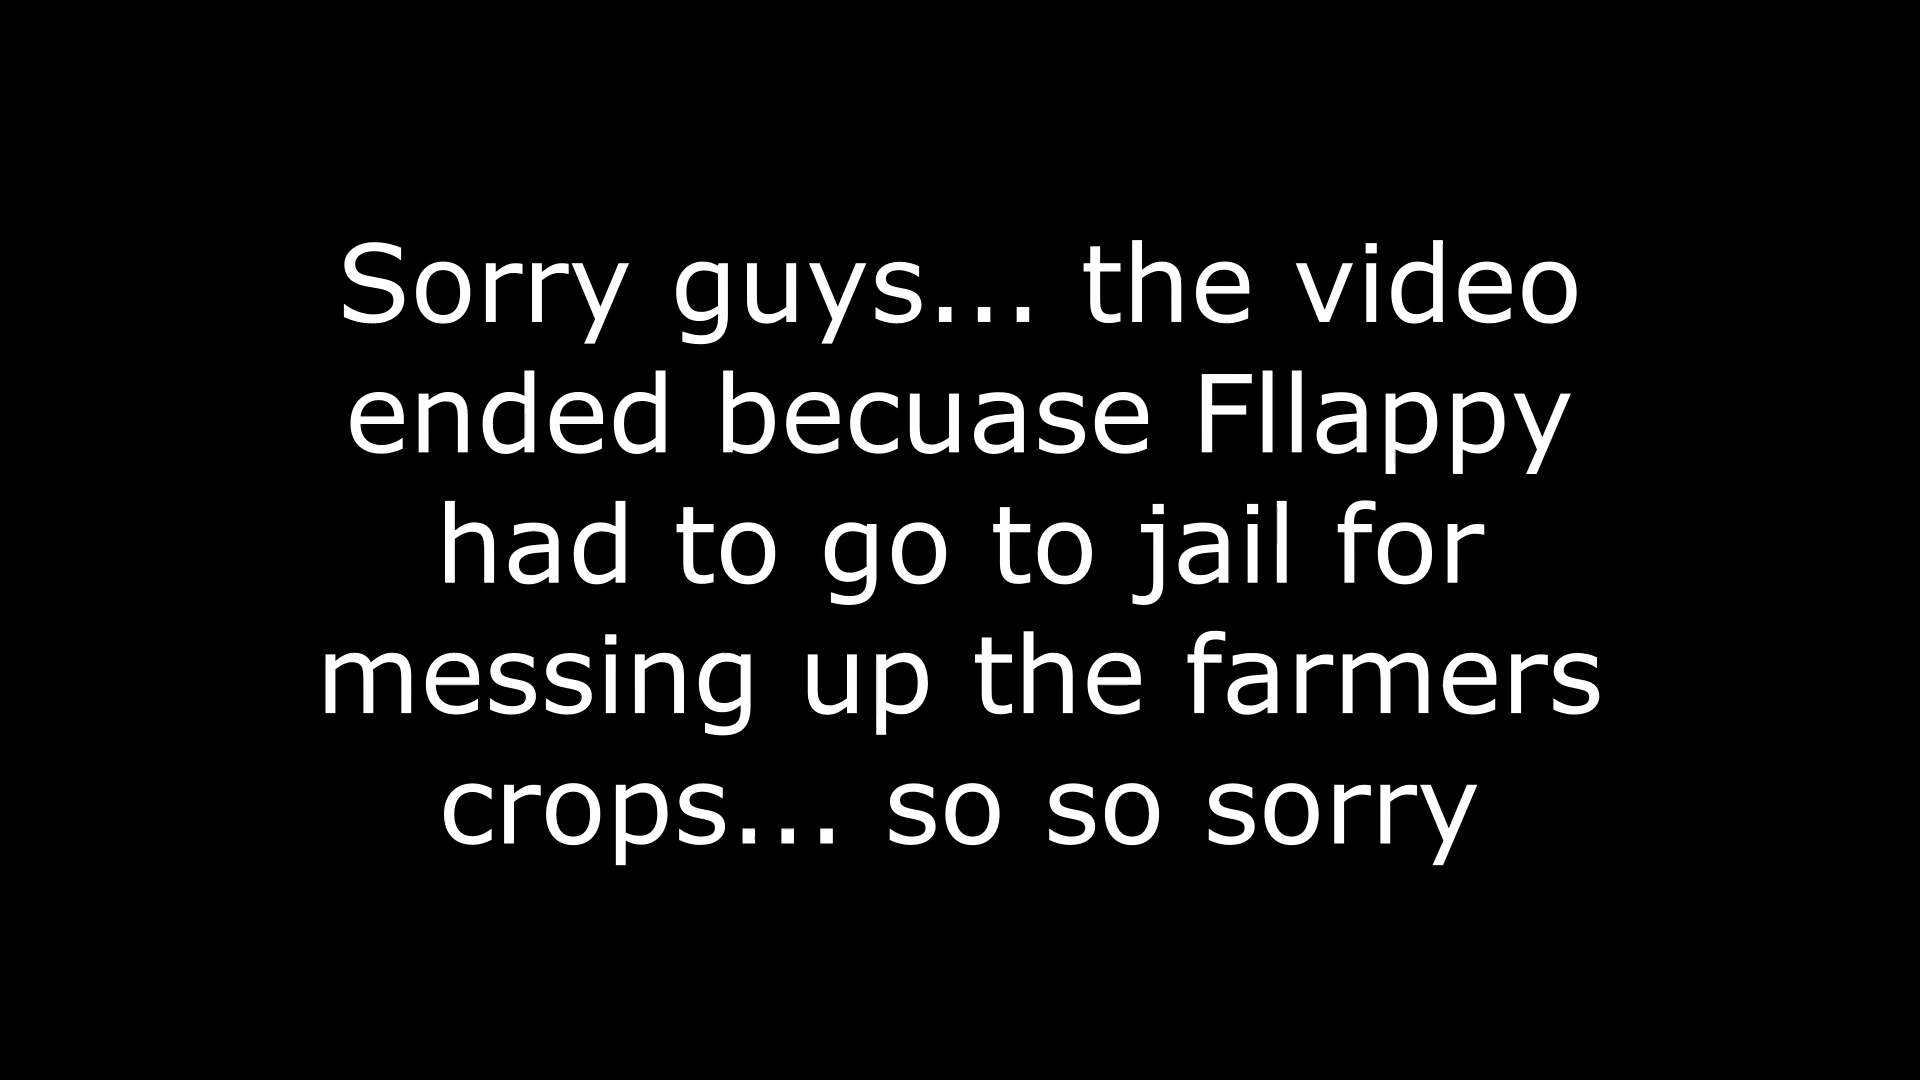 Sorry guys... the video
ended becuase Fllappy
had to go to jail for
messing up the farmers
crops... so so sorry